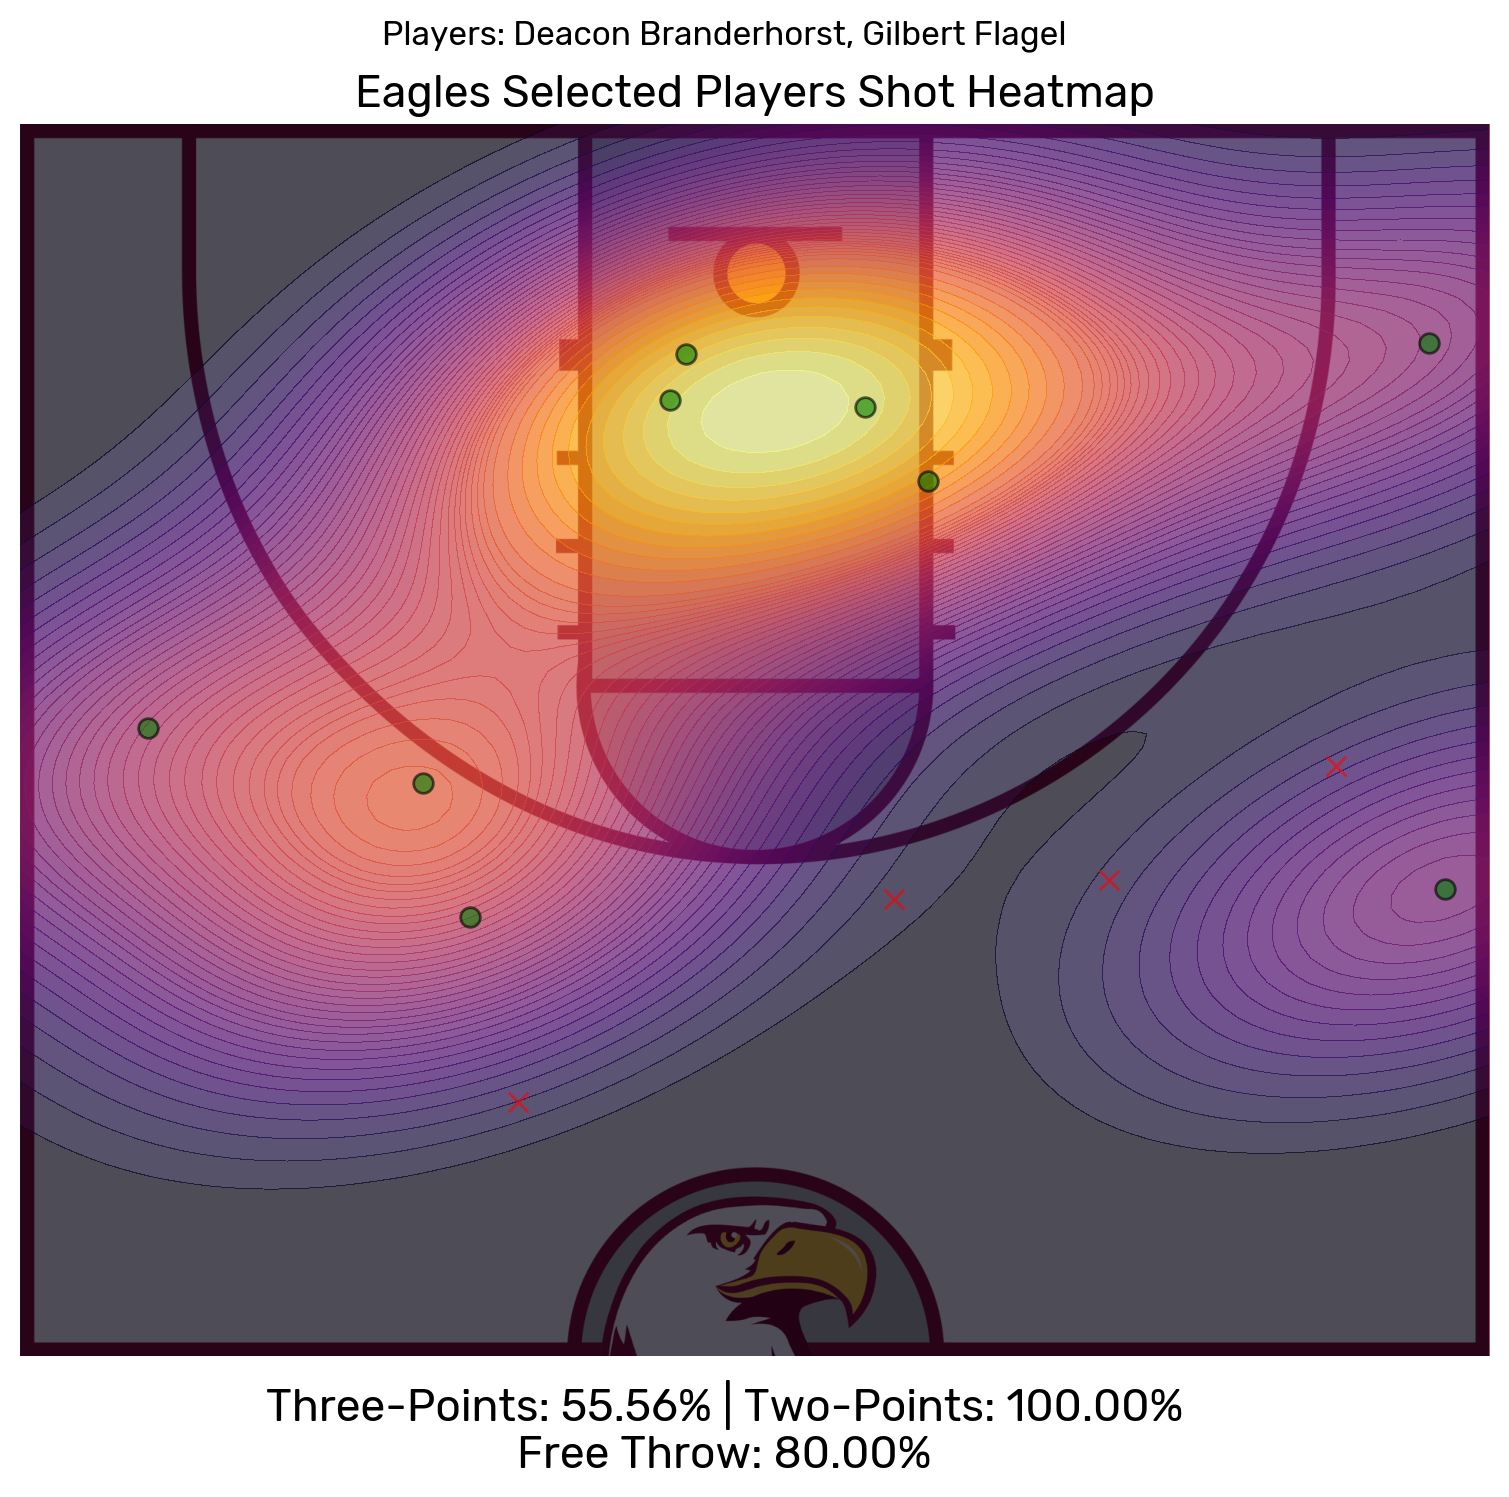 Players: Deacon Branderhorst, Gilbert Flagel
Eagles Selected Players Shot Heatmap
Three-Points: 55.56% | Two-Points: 100.00%
Free Throw: 80.00%